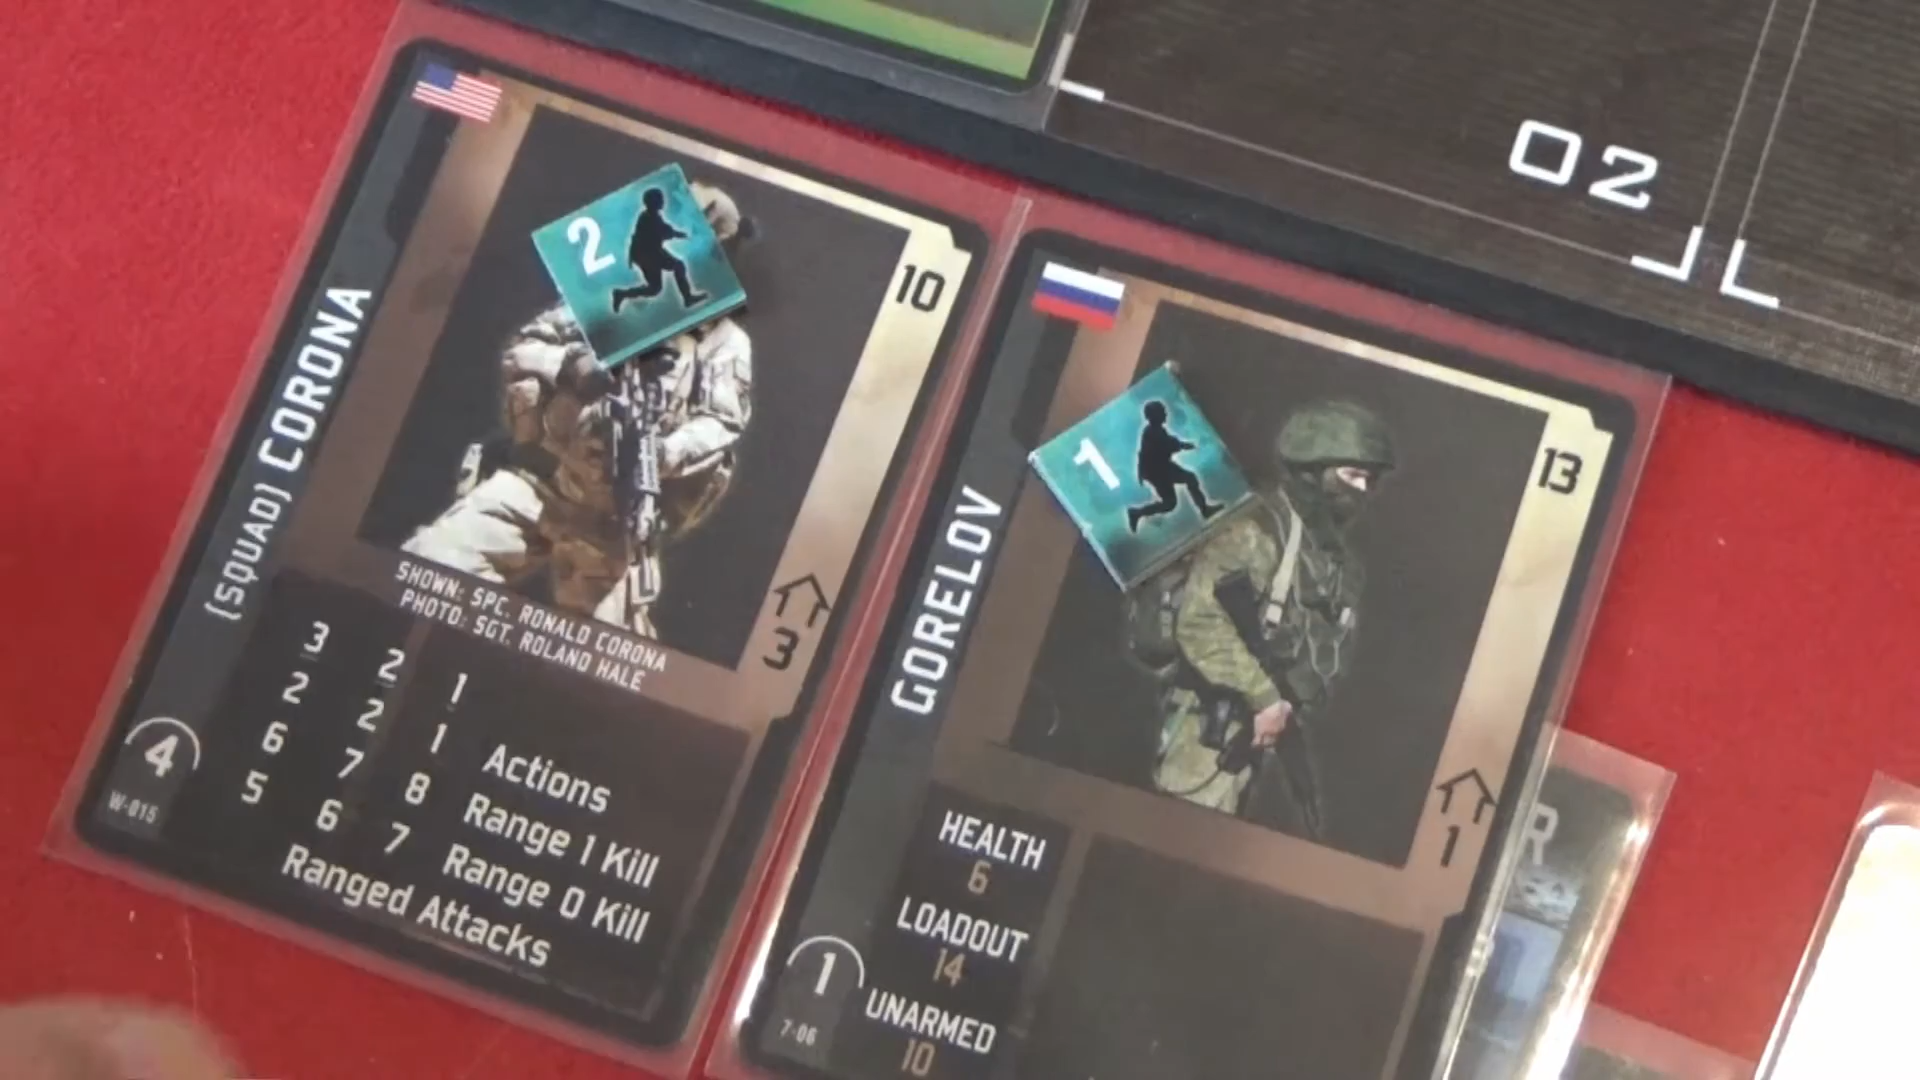 02
(SQUAD) CORONA
2
10
SHOWN: SPC. RONALD CORONA
PHOTO: SGT. ROLAND HALE
3
3 2 1 Actions
2 2 1 Range 1 Kill
6 7 8 Range 0 Kill
5 6 7 Ranged Attacks
4
W-015
GORELOV
1
13
1
HEALTH
6
LOADOUT
14
UNARMED
10
1
7-06
R